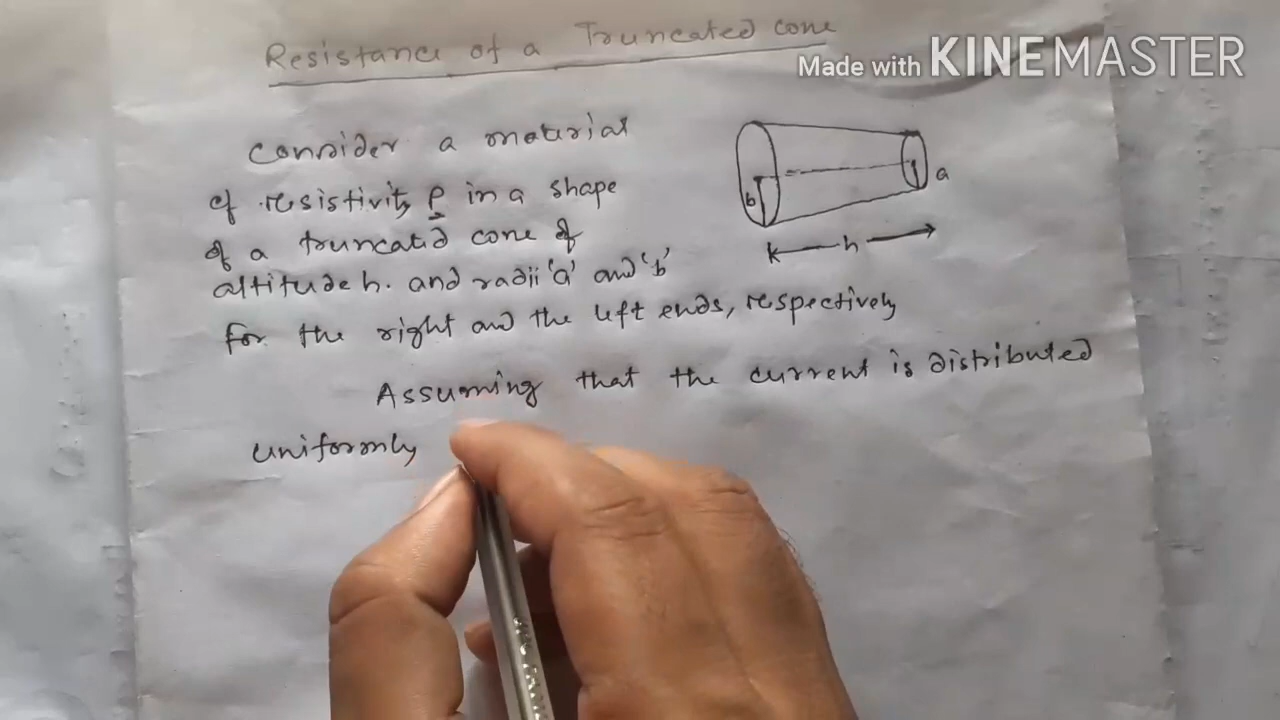 Resistance of a Truncated cone
Made with KINEMASTER
Consider a material
of resistivity ρ in a shape
of a truncated cone of
altitude h. and radii 'a' and 'b'
for the right and the left ends, respectively
Assuming that the current is distributed
uniformly
b
a
h